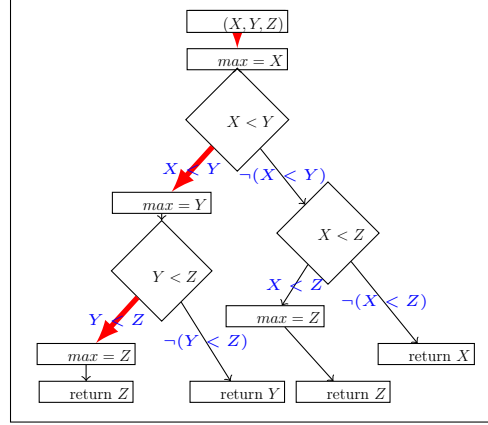 (X, Y, Z)
max = X
X < Y
X < Y
¬(X < Y)
max = Y
X < Z
Y < Z
X < Z
¬(X < Z)
max = Z
Y < Z
¬(Y < Z)
max = Z
return X
return Z
return Y
return Z